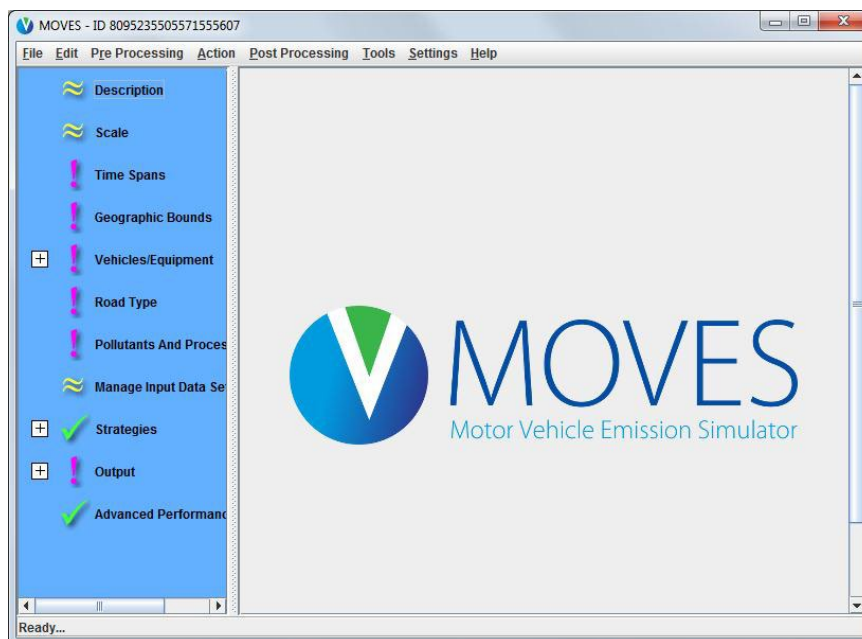 MOVES - ID 8095235505571555607
File Edit Pre Processing Action Post Processing Tools Settings Help
Description
Scale
Time Spans
Geographic Bounds
Vehicles/Equipment
Road Type
Pollutants And Proces
Manage Input Data Se
Strategies
Output
Advanced Performanc
MOVES
Motor Vehicle Emission Simulator
Ready...